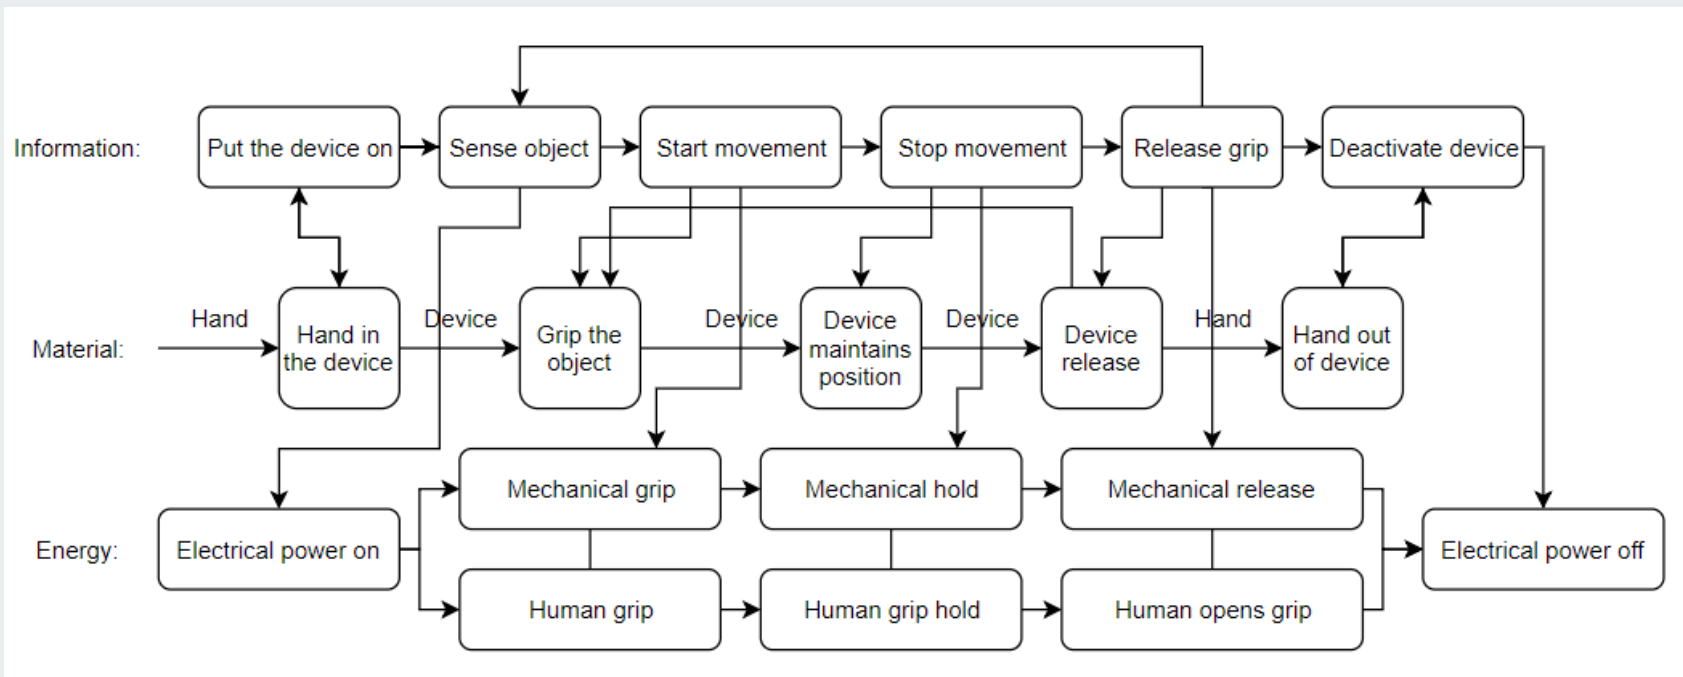 Information:
Put the device on
Sense object
Start movement
Stop movement
Release grip
Deactivate device
Material:
Hand
Hand in
the device
Device
Grip the
object
Device
Device
maintains
position
Device
Device
release
Hand
Hand out
of device
Energy:
Electrical power on
Mechanical grip
Mechanical hold
Mechanical release
Human grip
Human grip hold
Human opens grip
Electrical power off